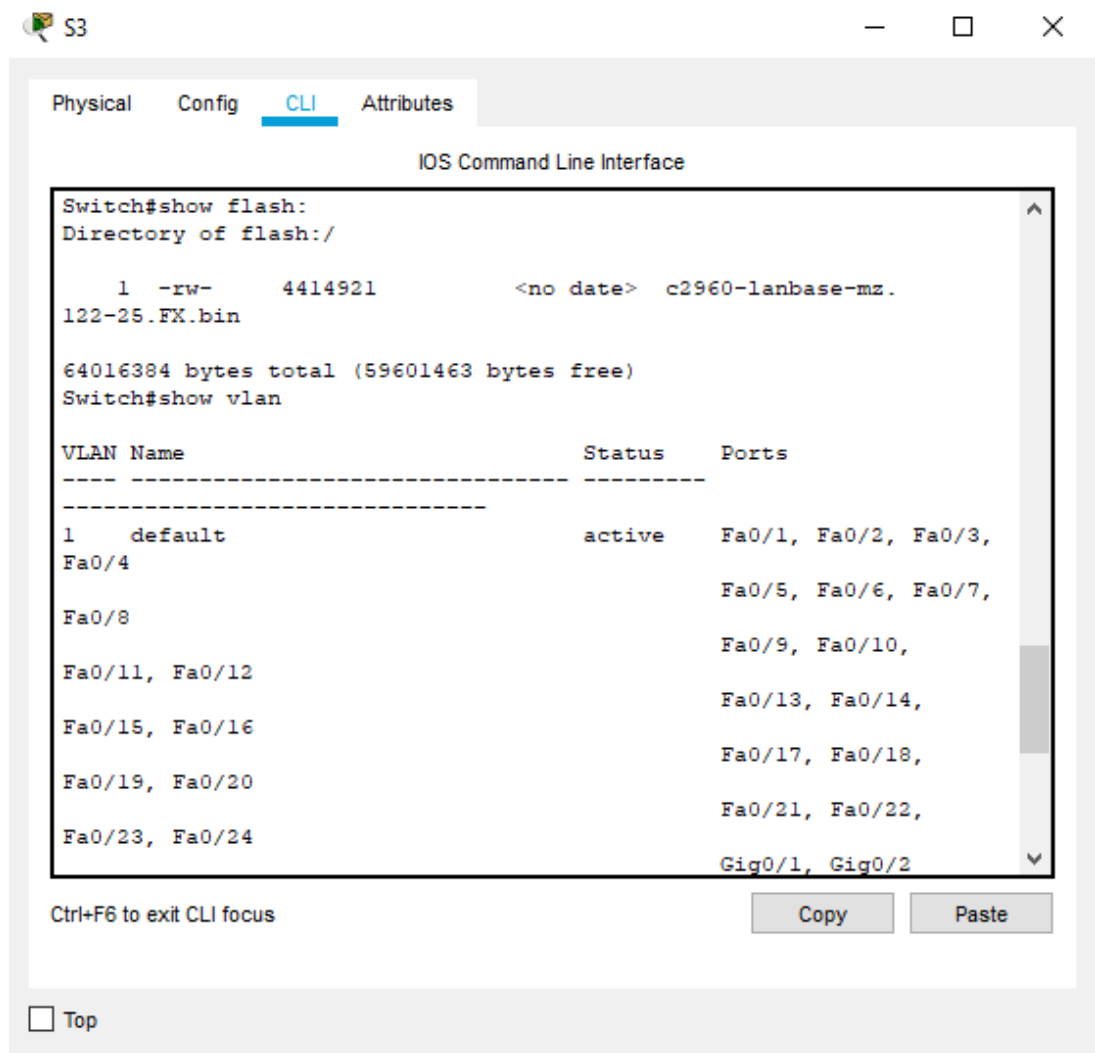 S3
Physical Config CLI Attributes
IOS Command Line Interface
Switch#show flash:
Directory of flash:/
1 -rw- 4414921 <no date> c2960-lanbase-mz.
122-25.FX.bin
64016384 bytes total (59601463 bytes free)
Switch#show vlan
VLAN Name Status Ports
---- -------------------------------- ---------
-------------------------------
1 default active Fa0/1, Fa0/2, Fa0/3,
Fa0/4
Fa0/5, Fa0/6, Fa0/7,
Fa0/8
Fa0/9, Fa0/10,
Fa0/11, Fa0/12
Fa0/13, Fa0/14,
Fa0/15, Fa0/16
Fa0/17, Fa0/18,
Fa0/19, Fa0/20
Fa0/21, Fa0/22,
Fa0/23, Fa0/24
Gig0/1, Gig0/2
Ctrl+F6 to exit CLI focus Copy Paste
Top